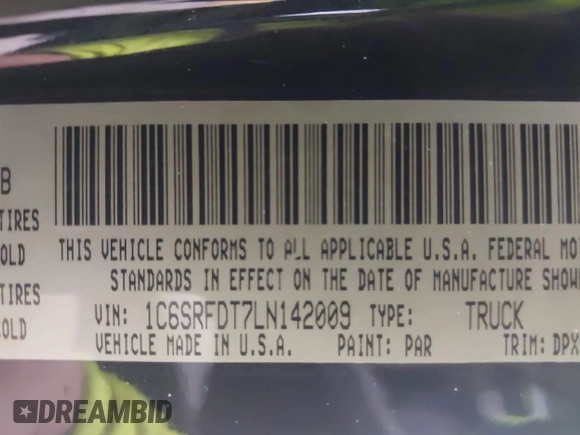 B
TIRES
OLD
TIRES
COLD
THIS VEHICLE CONFORMS TO ALL APPLICABLE U.S.A. FEDERAL MO
STANDARDS IN EFFECT ON THE DATE OF MANUFACTURE SHOW
VIN: 1C6SRFDT7LN142009 TYPE: TRUCK
VEHICLE MADE IN U.S.A. PAINT: PAR TRIM: DPX
DREAMBID